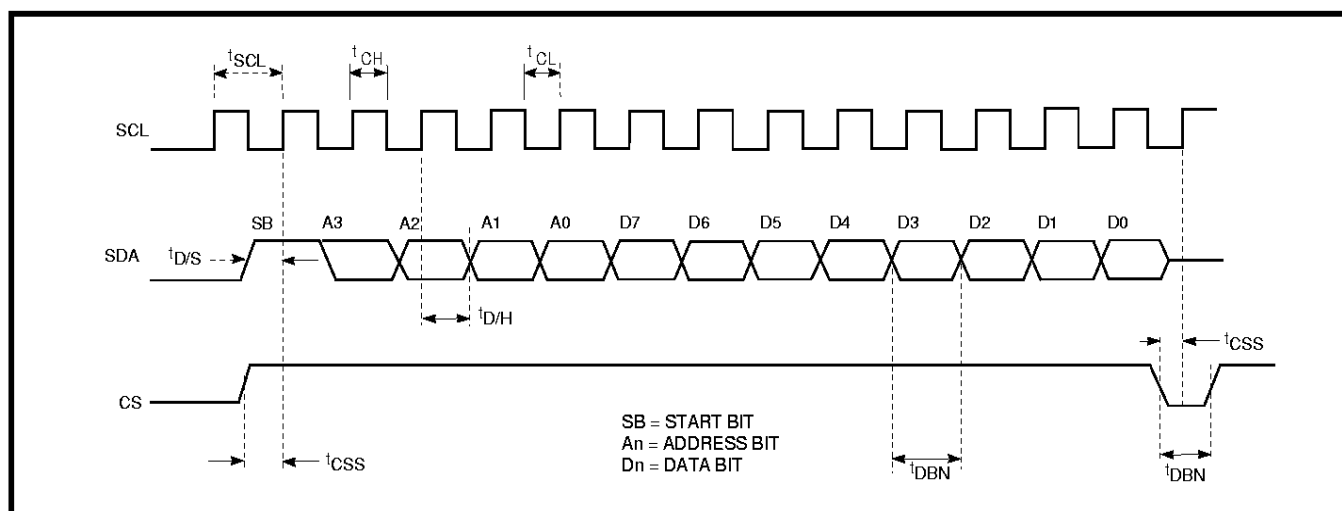 tSCL
tCH
tCL
SCL
SB A3 A2 A1 A0 D7 D6 D5 D4 D3 D2 D1 D0
SDA
tD/S
tD/H
tCSS
CS
SB = START BIT
An = ADDRESS BIT
Dn = DATA BIT
tCSS
tDBN
tDBN